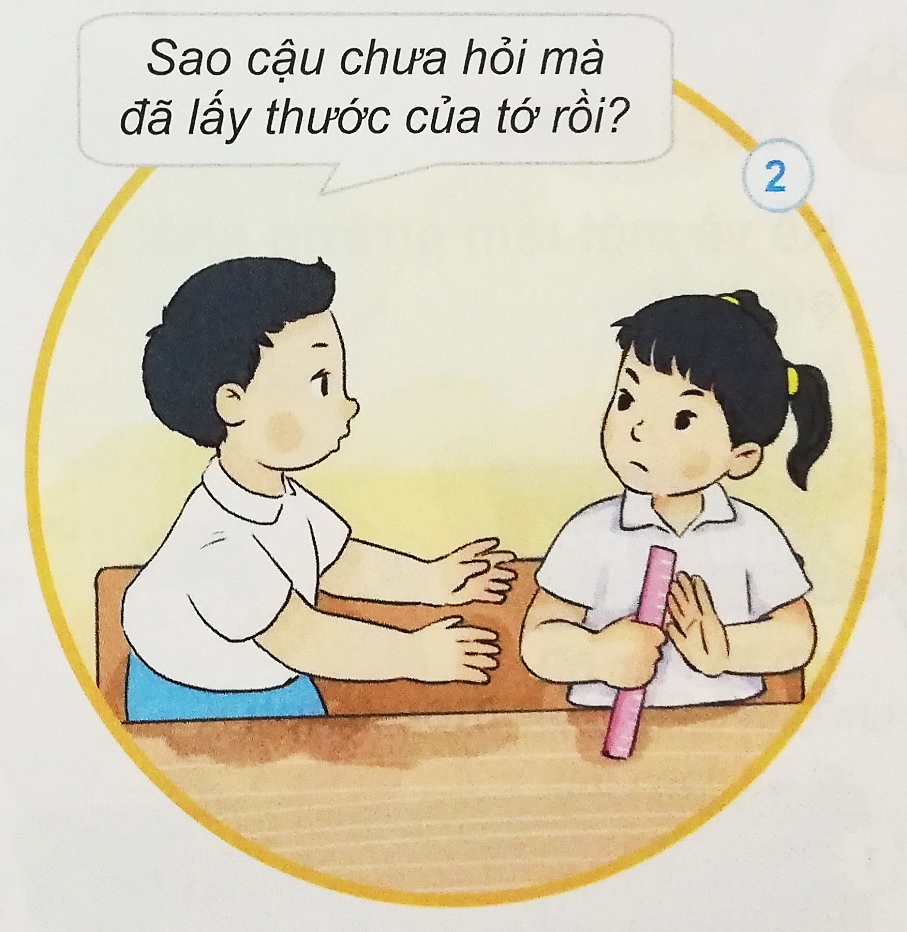 Sao cậu chưa hỏi mà
đã lấy thước của tớ rồi?
2